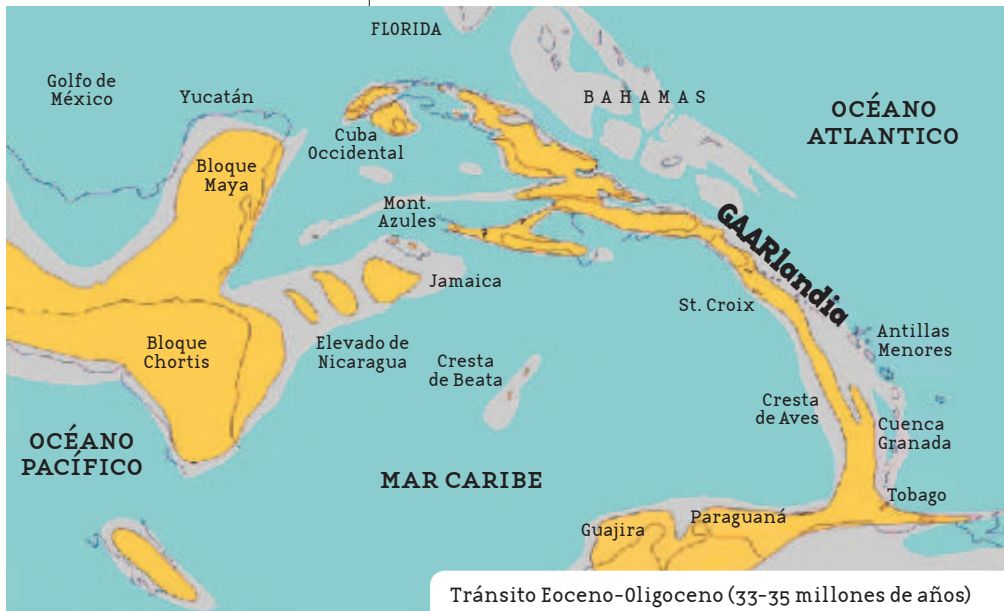 FLORIDA
Golfo de
México
Yucatán
BAHAMAS
OCÉANO
ATLANTICO
Cuba
Occidental
Bloque
Maya
Mont.
Azules
GAARlandia
Jamaica
St. Croix
Antillas
Menores
Bloque
Chortis
Elevado de
Nicaragua
Cresta
de Beata
Cresta
de Aves
Cuenca
Granada
OCÉANO
PACÍFICO
MAR CARIBE
Tobago
Guajira
Paraguaná
Tránsito Eoceno-Oligoceno (33-35 millones de años)